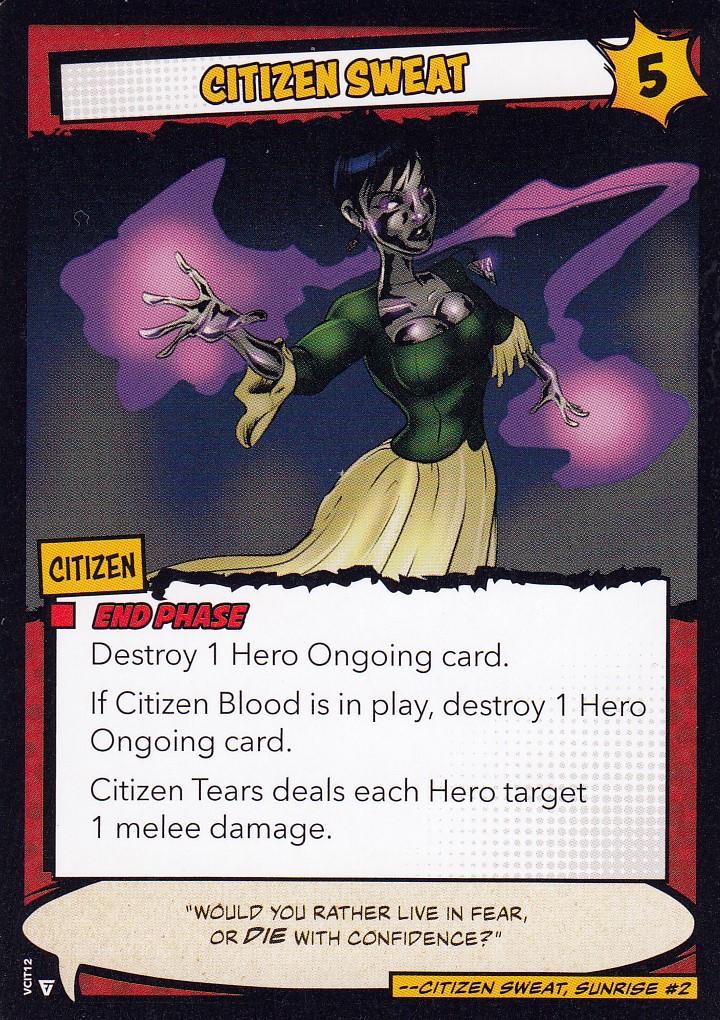 CITIZEN SWEAT
5
CITIZEN
END PHASE
Destroy 1 Hero Ongoing card.
If Citizen Blood is in play, destroy 1 Hero
Ongoing card.
Citizen Tears deals each Hero target
1 melee damage.
"WOULD YOU RATHER LIVE IN FEAR,
OR DIE WITH CONFIDENCE?"
--CITIZEN SWEAT, SUNRISE #2
VCIT12